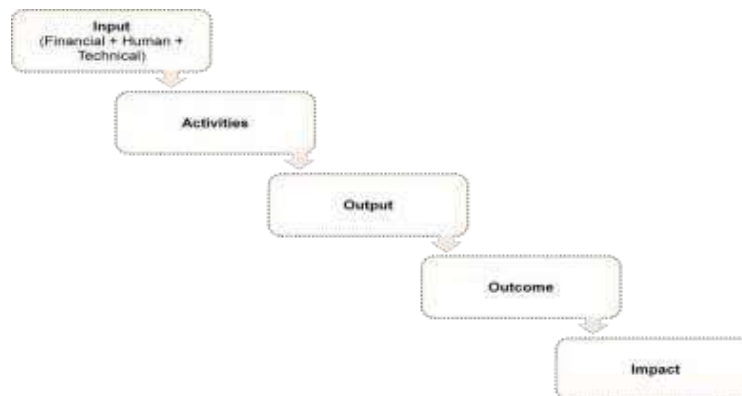 Input
(Financial + Human +
Technical)
Activities
Output
Outcome
Impact